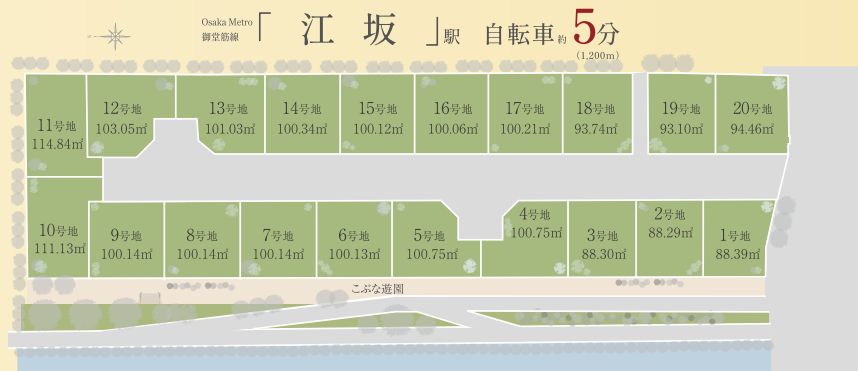 Osaka Metro
御堂筋線
「江坂」駅 自転車約5分
(1,200m)
12号地
103.05㎡
13号地
101.03㎡
14号地
100.34㎡
15号地
100.12㎡
16号地
100.06㎡
17号地
100.21㎡
18号地
93.74㎡
19号地
93.10㎡
20号地
94.46㎡
11号地
114.84㎡
10号地
111.13㎡
9号地
100.14㎡
8号地
100.14㎡
7号地
100.14㎡
6号地
100.13㎡
5号地
100.75㎡
4号地
100.75㎡
3号地
88.30㎡
2号地
88.29㎡
1号地
88.39㎡
こぶな遊園